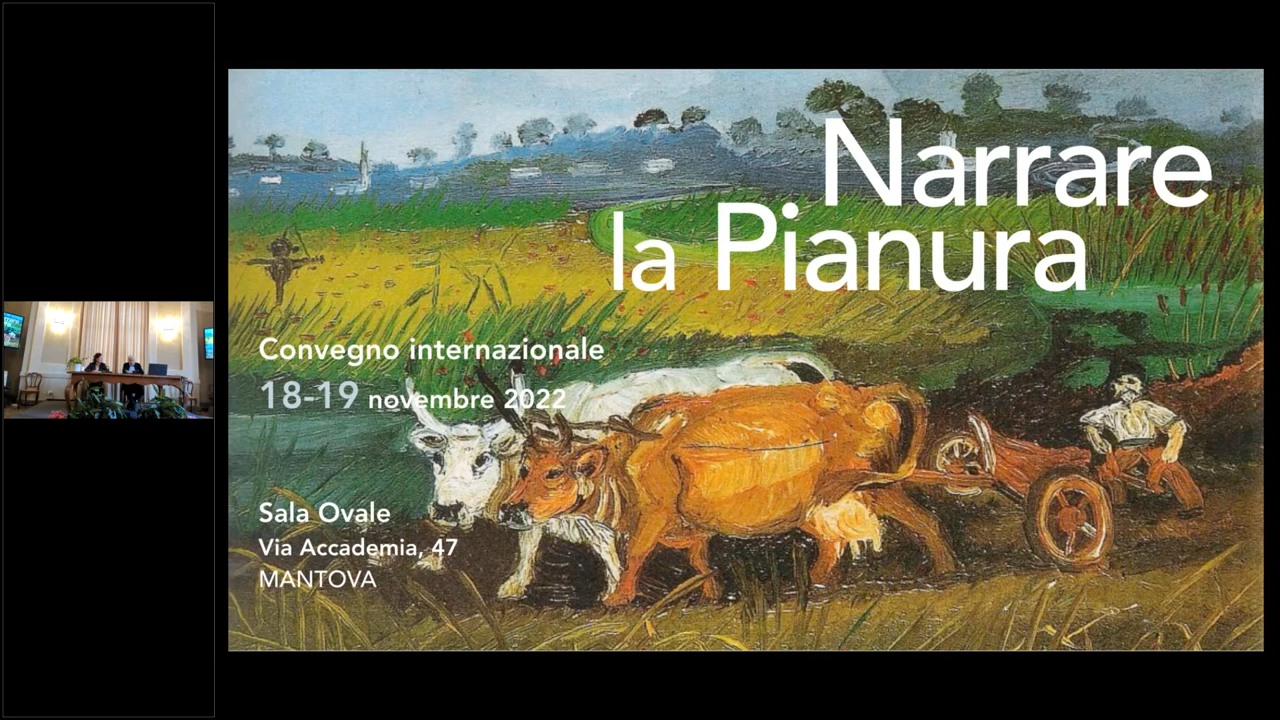 Narrare
la Pianura
Convegno internazionale
18-19 novembre 2022
Sala Ovale
Via Accademia, 47
MANTOVA